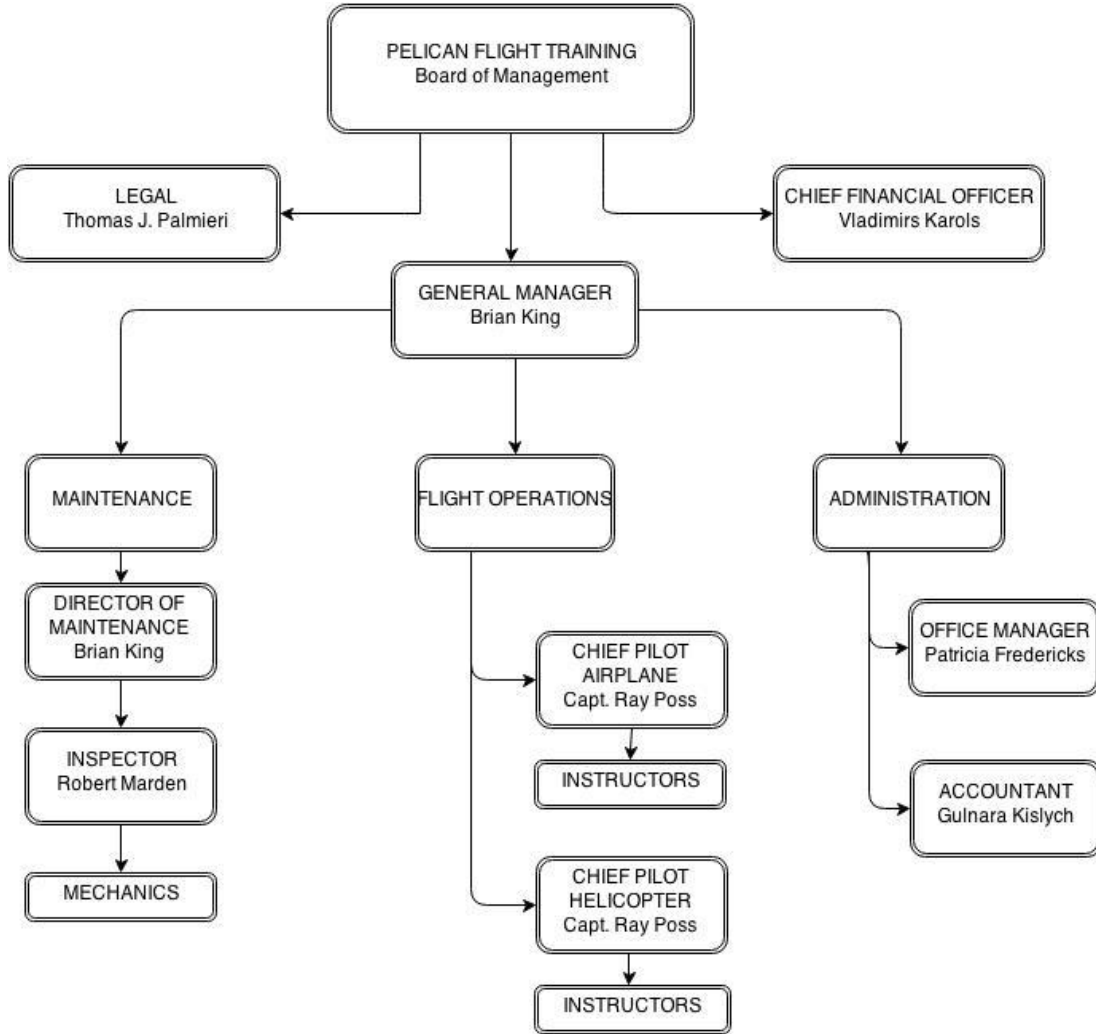 PELICAN FLIGHT TRAINING
Board of Management
LEGAL
Thomas J. Palmieri
CHIEF FINANCIAL OFFICER
Vladimirs Karols
GENERAL MANAGER
Brian King
MAINTENANCE
FLIGHT OPERATIONS
ADMINISTRATION
DIRECTOR OF
MAINTENANCE
Brian King
OFFICE MANAGER
Patricia Fredericks
CHIEF PILOT
AIRPLANE
Capt. Ray Poss
INSPECTOR
Robert Marden
INSTRUCTORS
ACCOUNTANT
Gulnara Kislych
MECHANICS
CHIEF PILOT
HELICOPTER
Capt. Ray Poss
INSTRUCTORS